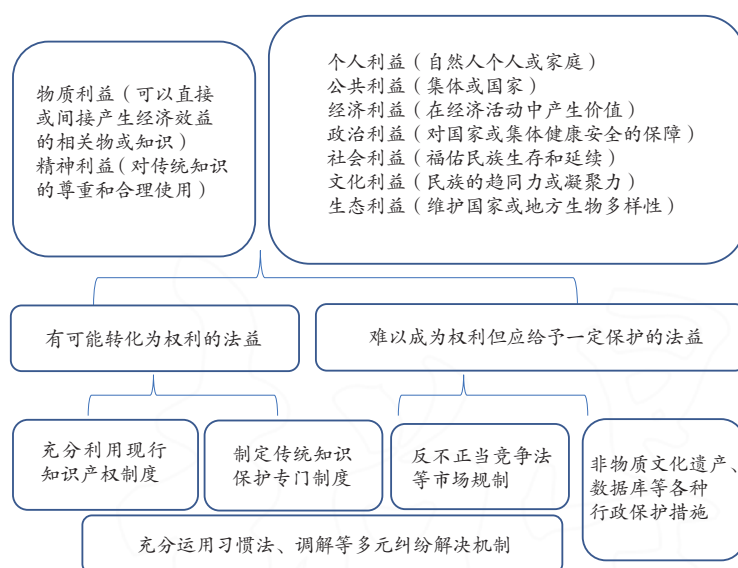 物质利益（可以直接
或间接产生经济效益
的相关物或知识）
精神利益（对传统知识
的尊重和合理使用）
个人利益（自然人个人或家庭）
公共利益（集体或国家）
经济利益（在经济活动中产生价值）
政治利益（对国家或集体健康安全的保障）
社会利益（福佑民族生存和延续）
文化利益（民族的趋同力或凝聚力）
生态利益（维护国家或地方生物多样性）
有可能转化为权利的法益
难以成为权利但应给予一定保护的法益
充分利用现行
知识产权制度
制定传统知识
保护专门制度
反不正当竞争法
等市场规制
非物质文化遗产、
数据库等各种
行政保护措施
充分运用习惯法、调解等多元纠纷解决机制